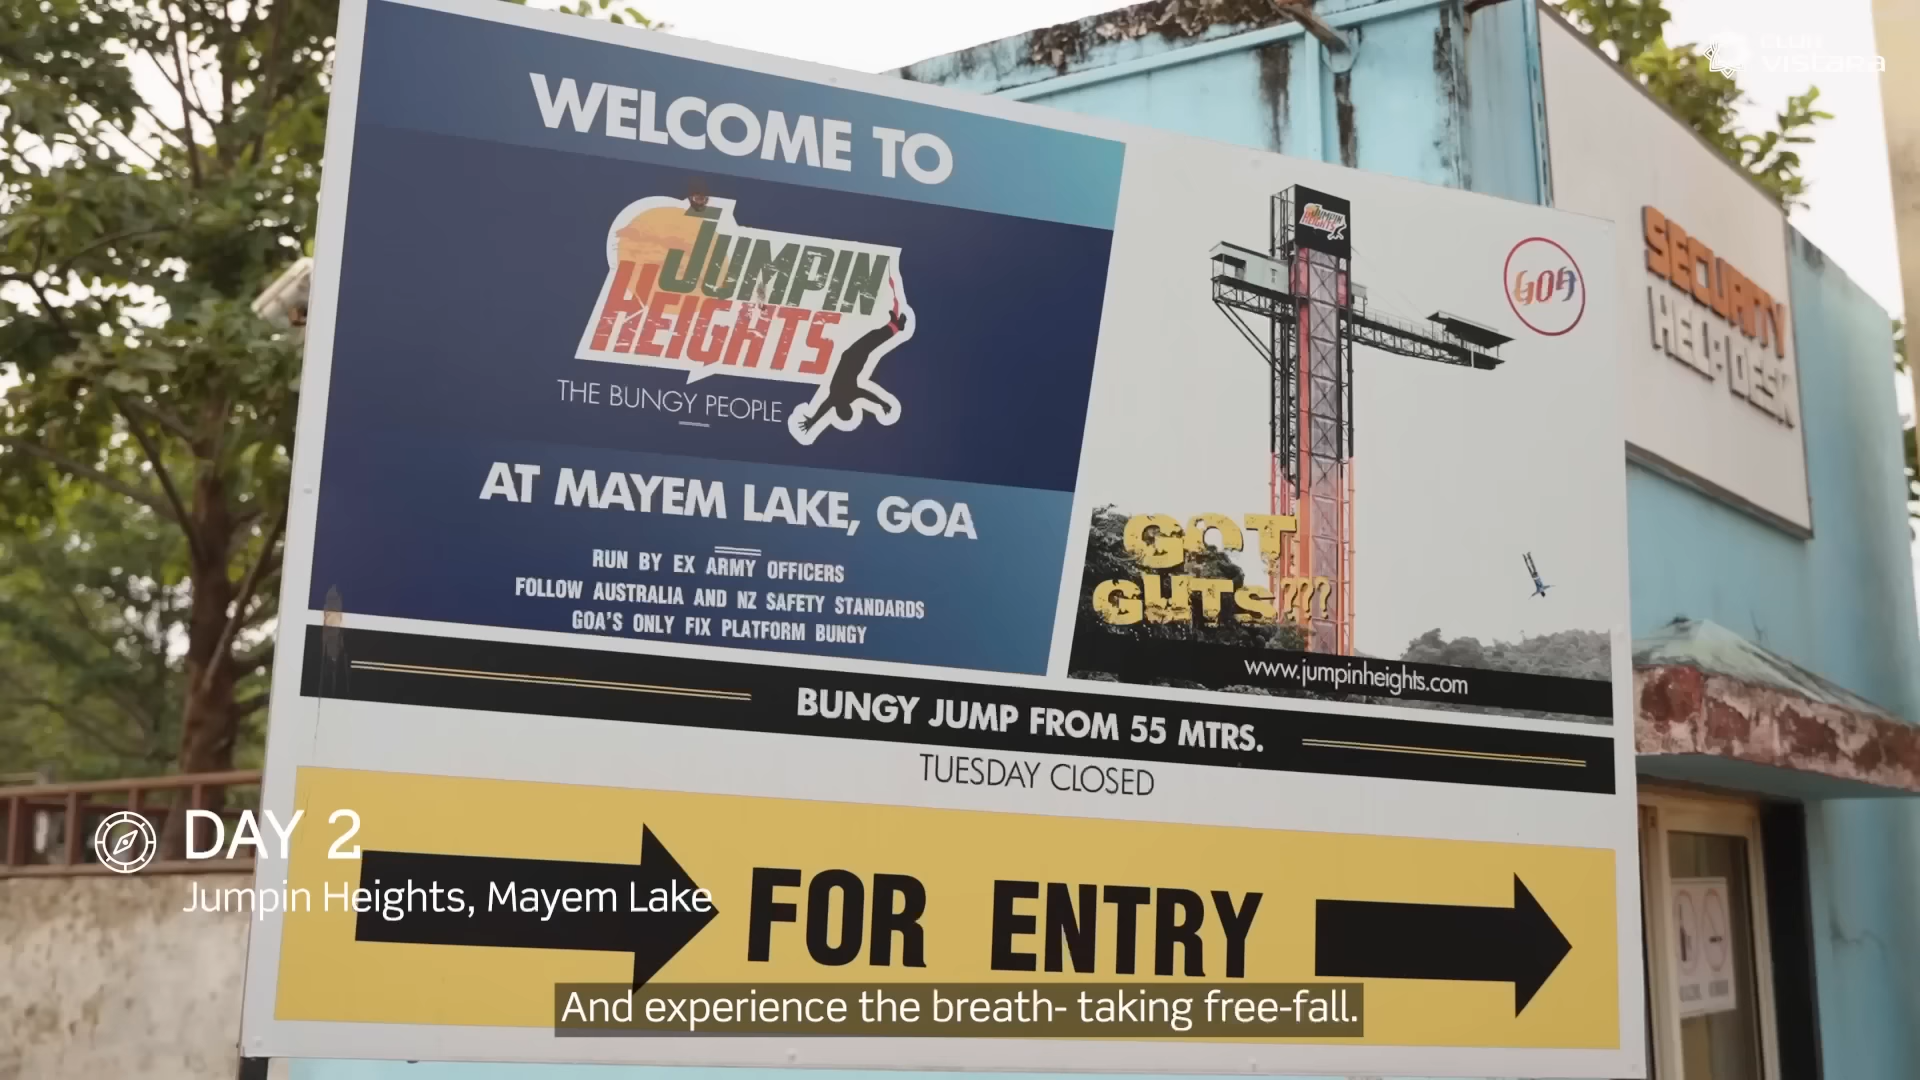 CLUB
vistara
WELCOME TO
JUMPIN
HEIGHTS
THE BUNGY PEOPLE
AT MAYEM LAKE, GOA
RUN BY EX ARMY OFFICERS
FOLLOW AUSTRALIA AND NZ SAFETY STANDARDS
GOA'S ONLY FIX PLATFORM BUNGY
JUMPIN
HEIGHTS
GOA
GOT
GUTS???
www.jumpinheights.com
BUNGY JUMP FROM 55 MTRS.
TUESDAY CLOSED
FOR ENTRY
SECURITY
HELP DESK
DAY 2
Jumpin Heights, Mayem Lake
And experience the breath- taking free-fall.